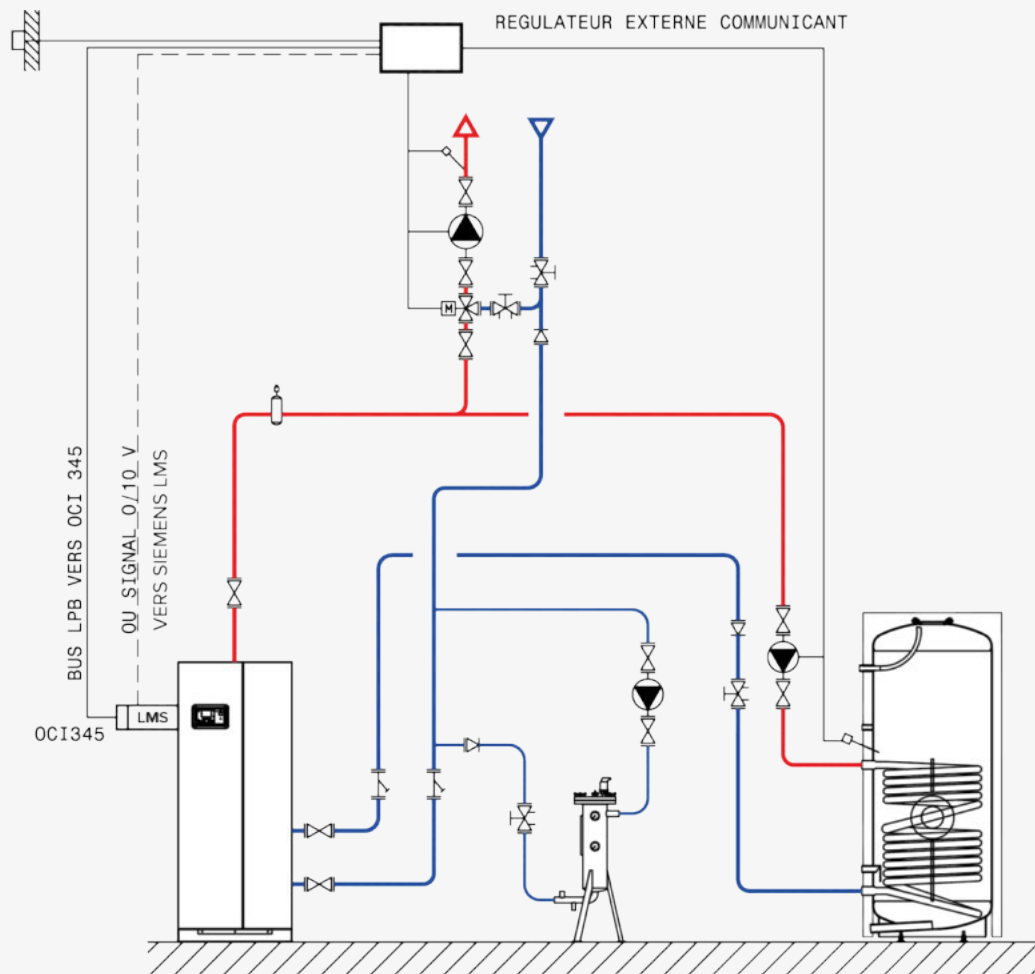 REGULATEUR EXTERNE COMMUNICANT
M
BUS LPB VERS OCI 345
OU SIGNAL 0/10 V
VERS SIEMENS LMS
LMS
OCI345